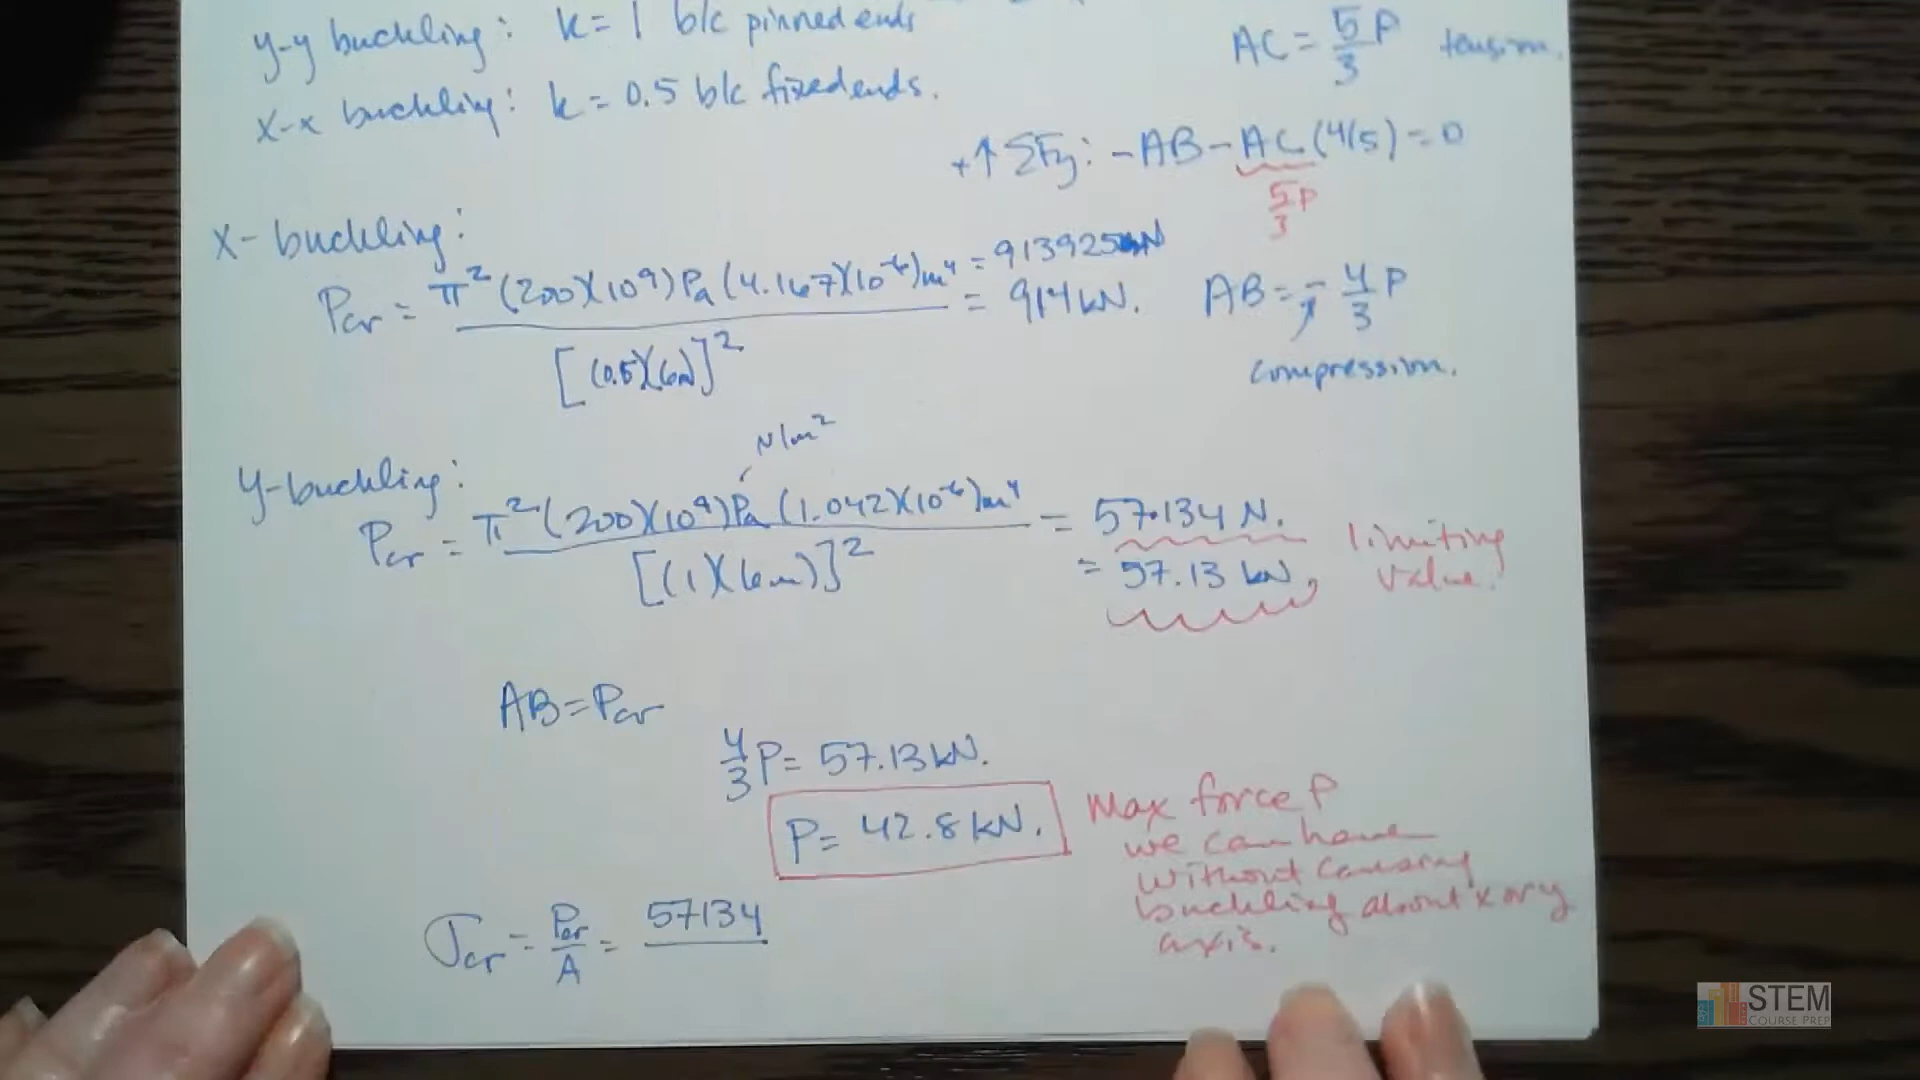 y-y buckling: k=1 b/c pinned ends
x-x buckling: k=0.5 b/c fixed ends.
AC = 5/3 P tension.
+↑ΣFy: -AB - AC(4/5) = 0
5/3 P
AB = - 4/3 P
compression.
x-buckling:
Pcr = π²(200)(10⁹)Pa(4.167)(10⁻⁶)m⁴ / [(0.5)(6m)]² = 913925 N
= 914 kN.
y-buckling:
N/m²
Pcr = π²(200)(10⁹)Pa(1.042)(10⁻⁶)m⁴ / [(1)(6m)]² = 57134 N.
= 57.13 kN,
limiting
value.
AB = Pcr
4/3 P = 57.13 kN.
P = 42.8 kN.
Max force P
we can have
without causing
buckling about x or y
axis.
σcr = Pcr/A = 57134
STEM
COURSE PREP